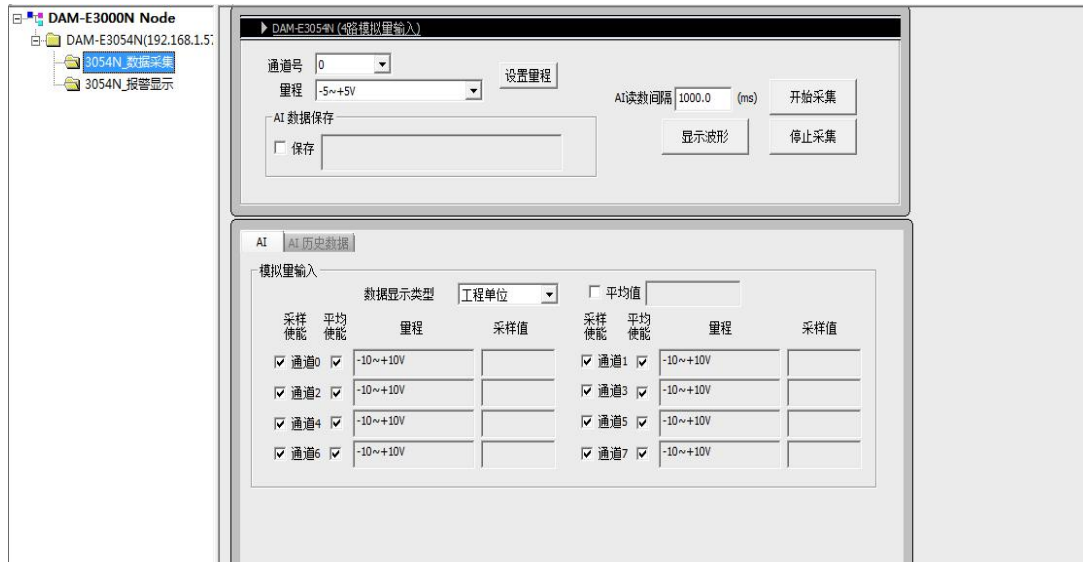 DAM-E3000N Node
DAM-E3054N(192.168.1.57
3054N_数据采集
3054N_报警显示
DAM-E3054N (4路模拟量输入)
通道号 0
设置量程
量程 -5~+5V
AI读数间隔 1000.0 (ms) 开始采集
AI 数据保存
显示波形 停止采集
保存
AI AI 历史数据
模拟量输入
数据显示类型 工程单位 平均值
采样使能 平均使能 量程 采样值 采样使能 平均使能 量程 采样值
通道0 -10~+10V 通道1 -10~+10V
通道2 -10~+10V 通道3 -10~+10V
通道4 -10~+10V 通道5 -10~+10V
通道6 -10~+10V 通道7 -10~+10V